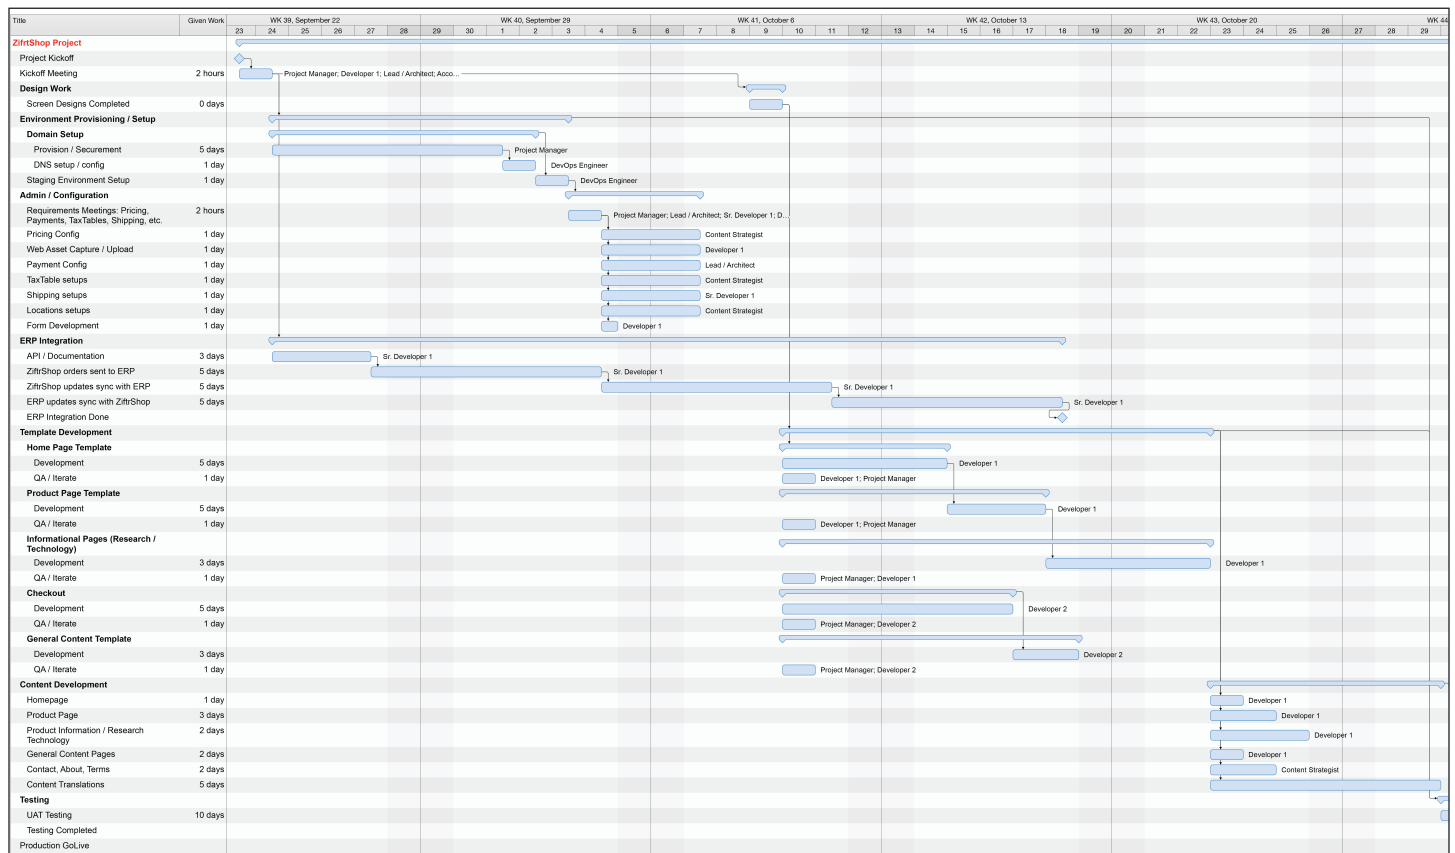 Title Given Work WK 39, September 22 WK 40, September 29 WK 41, October 6 WK 42, October 13 WK 43, October 20 WK 44
23 24 25 26 27 28 29 30 1 2 3 4 5 6 7 8 9 10 11 12 13 14 15 16 17 18 19 20 21 22 23 24 25 26 27 28 29
ZifrtShop Project
Project Kickoff
Kickoff Meeting 2 hours Project Manager; Developer 1; Lead / Architect; Acco...
Design Work
Screen Designs Completed 0 days
Environment Provisioning / Setup
Domain Setup
Provision / Securement 5 days Project Manager
DNS setup / config 1 day DevOps Engineer
Staging Environment Setup 1 day DevOps Engineer
Admin / Configuration
Requirements Meetings: Pricing, 2 hours Project Manager; Lead / Architect; Sr. Developer 1; D...
Payments, TaxTables, Shipping, etc.
Pricing Config 1 day Content Strategist
Web Asset Capture / Upload 1 day Developer 1
Payment Config 1 day Lead / Architect
TaxTable setups 1 day Content Strategist
Shipping setups 1 day Sr. Developer 1
Locations setups 1 day Content Strategist
Form Development 1 day Developer 1
ERP Integration
API / Documentation 3 days Sr. Developer 1
ZiftrShop orders sent to ERP 5 days Sr. Developer 1
ZiftrShop updates sync with ERP 5 days Sr. Developer 1
ERP updates sync with ZiftrShop 5 days Sr. Developer 1
ERP Integration Done
Template Development
Home Page Template
Development 5 days Developer 1
QA / Iterate 1 day Developer 1; Project Manager
Product Page Template
Development 5 days Developer 1
QA / Iterate 1 day Developer 1; Project Manager
Informational Pages (Research /
Technology)
Development 3 days Developer 1
QA / Iterate 1 day Project Manager; Developer 1
Checkout
Development 5 days Developer 2
QA / Iterate 1 day Project Manager; Developer 2
General Content Template
Development 3 days Developer 2
QA / Iterate 1 day Project Manager; Developer 2
Content Development
Homepage 1 day Developer 1
Product Page 3 days Developer 1
Product Information / Research 2 days Developer 1
Technology
General Content Pages 2 days Developer 1
Contact, About, Terms 2 days Content Strategist
Content Translations 5 days
Testing
UAT Testing 10 days
Testing Completed
Production GoLive